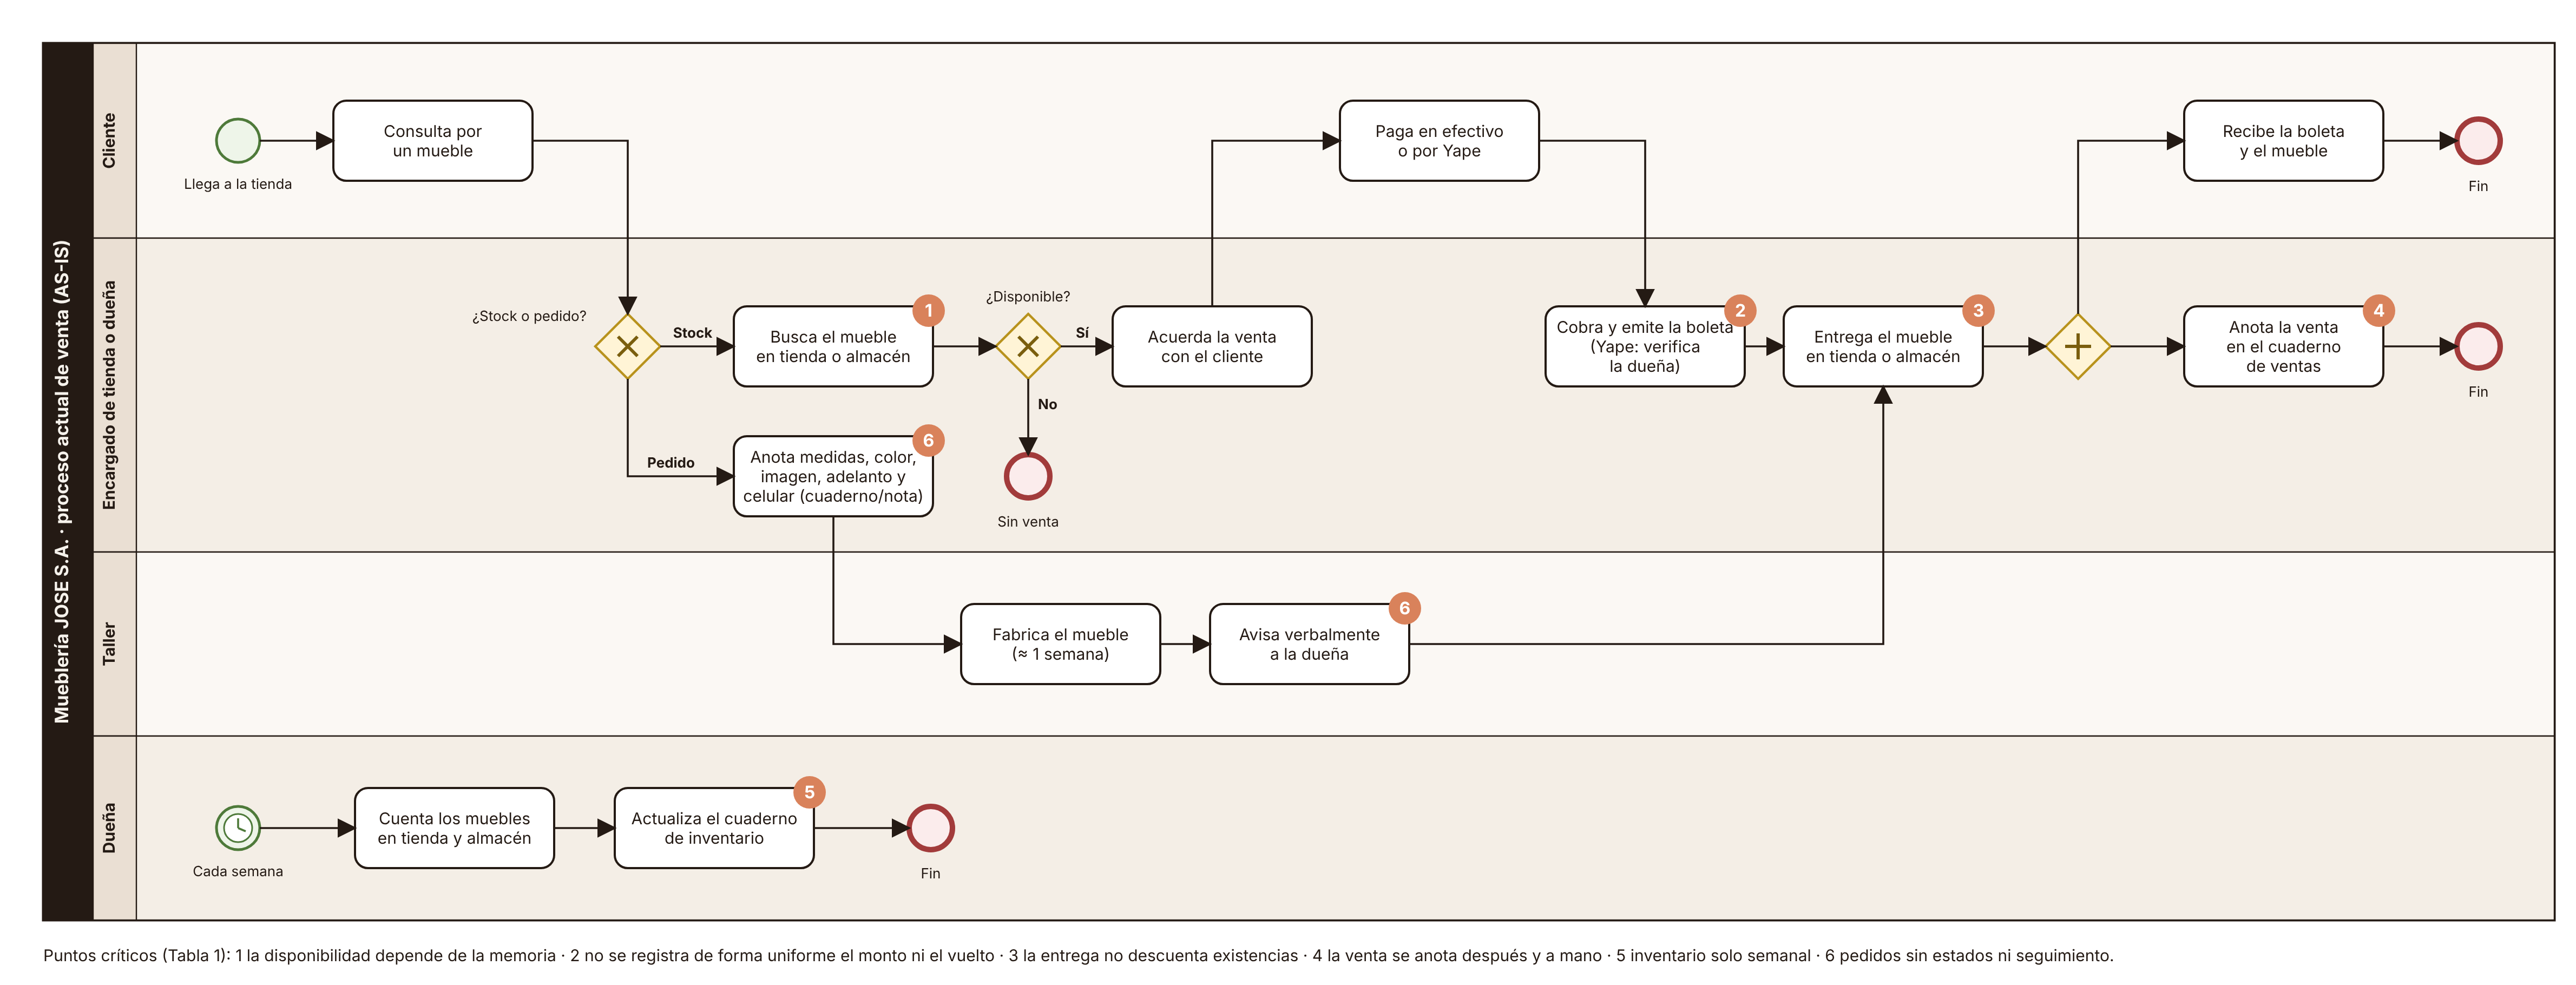 Mueblería JOSE S.A. · proceso actual de venta (AS-IS)
Cliente
Llega a la tienda
Consulta por
un mueble
Paga en efectivo
o por Yape
Recibe la boleta
y el mueble
Fin
Encargado de tienda o dueña
¿Stock o pedido?
Stock
1
Busca el mueble
en tienda o almacén
¿Disponible?
Sí
No
Sin venta
Acuerda la venta
con el cliente
2
Cobra y emite la boleta
(Yape: verifica
la dueña)
3
Entrega el mueble
en tienda o almacén
4
Anota la venta
en el cuaderno
de ventas
Fin
Pedido
6
Anota medidas, color,
imagen, adelanto y
celular (cuaderno/nota)
Taller
Fabrica el mueble
(≈ 1 semana)
6
Avisa verbalmente
a la dueña
Dueña
Cada semana
Cuenta los muebles
en tienda y almacén
5
Actualiza el cuaderno
de inventario
Fin
Puntos críticos (Tabla 1): 1 la disponibilidad depende de la memoria · 2 no se registra de forma uniforme el monto ni el vuelto · 3 la entrega no descuenta existencias · 4 la venta se anota después y a mano · 5 inventario solo semanal · 6 pedidos sin estados ni seguimiento.